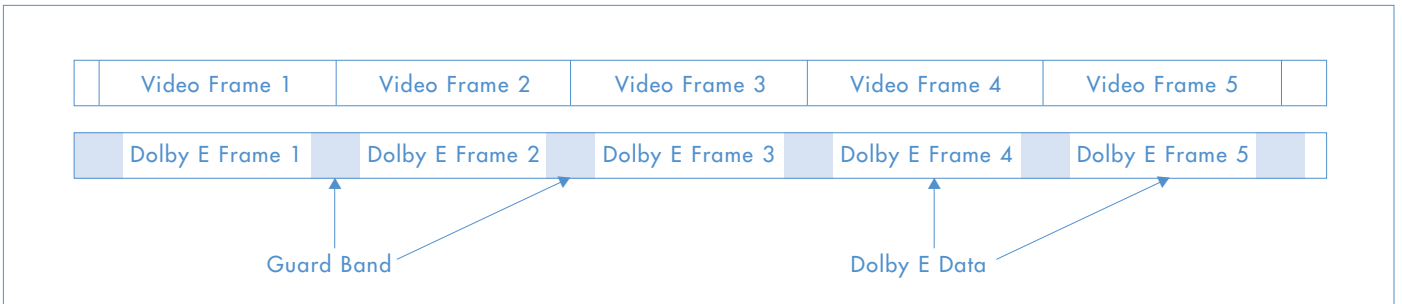 Video Frame 1 Video Frame 2 Video Frame 3 Video Frame 4 Video Frame 5
Dolby E Frame 1 Dolby E Frame 2 Dolby E Frame 3 Dolby E Frame 4 Dolby E Frame 5
Guard Band Dolby E Data